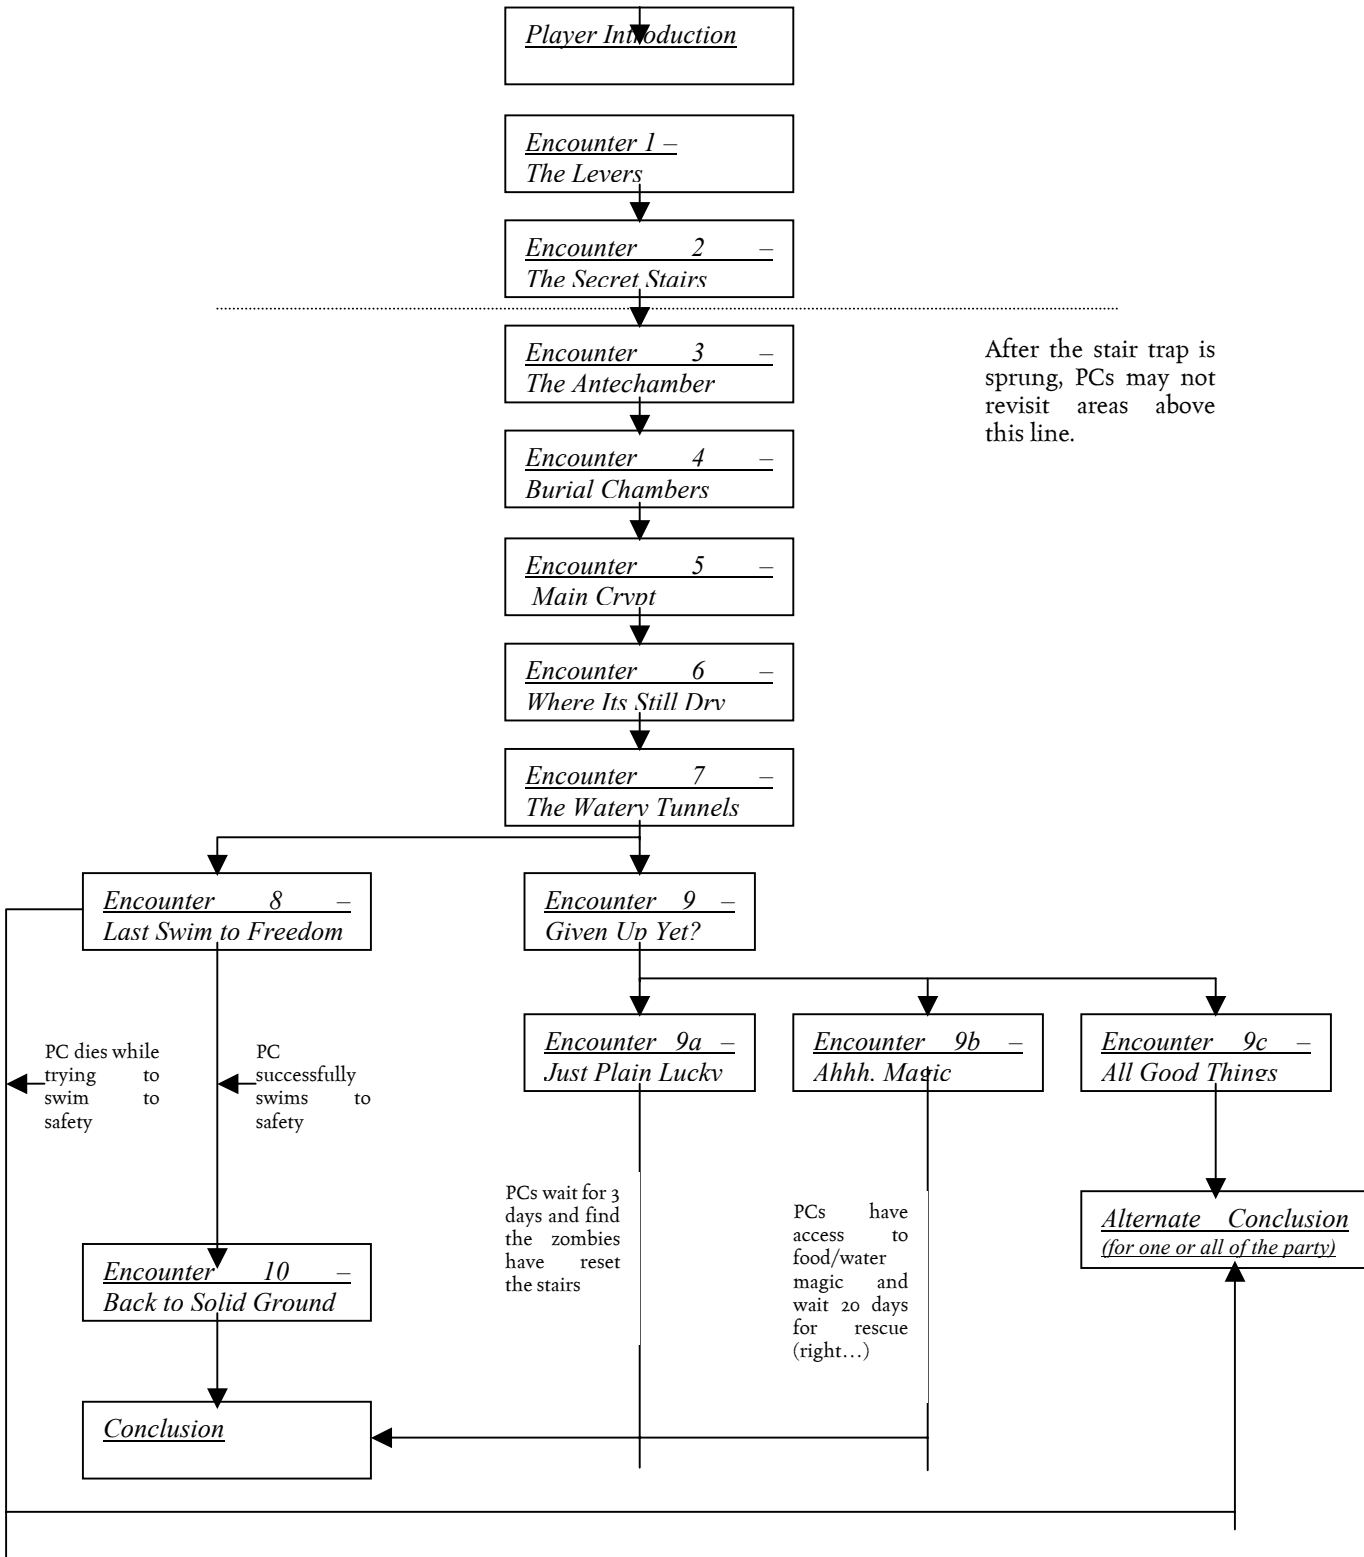 Player Introduction
Encounter 1 –
The Levers
Encounter 2 –
The Secret Stairs
Encounter 3 –
The Antechamber
After the stair trap is
sprung, PCs may not
revisit areas above
this line.
Encounter 4 –
Burial Chambers
Encounter 5 –
Main Crypt
Encounter 6 –
Where Its Still Dry
Encounter 7 –
The Watery Tunnels
Encounter 8 –
Last Swim to Freedom
Encounter 9 –
Given Up Yet?
Encounter 9a –
Just Plain Lucky
Encounter 9b –
Ahhh. Magic
Encounter 9c –
All Good Things
PC dies while
trying to
swim to
safety
PC
successfully
swims to
safety
PCs wait for 3
days and find
the zombies
have reset
the stairs
PCs have
access to
food/water
magic and
wait 20 days
for rescue
(right…)
Alternate Conclusion
(for one or all of the party)
Encounter 10 –
Back to Solid Ground
Conclusion